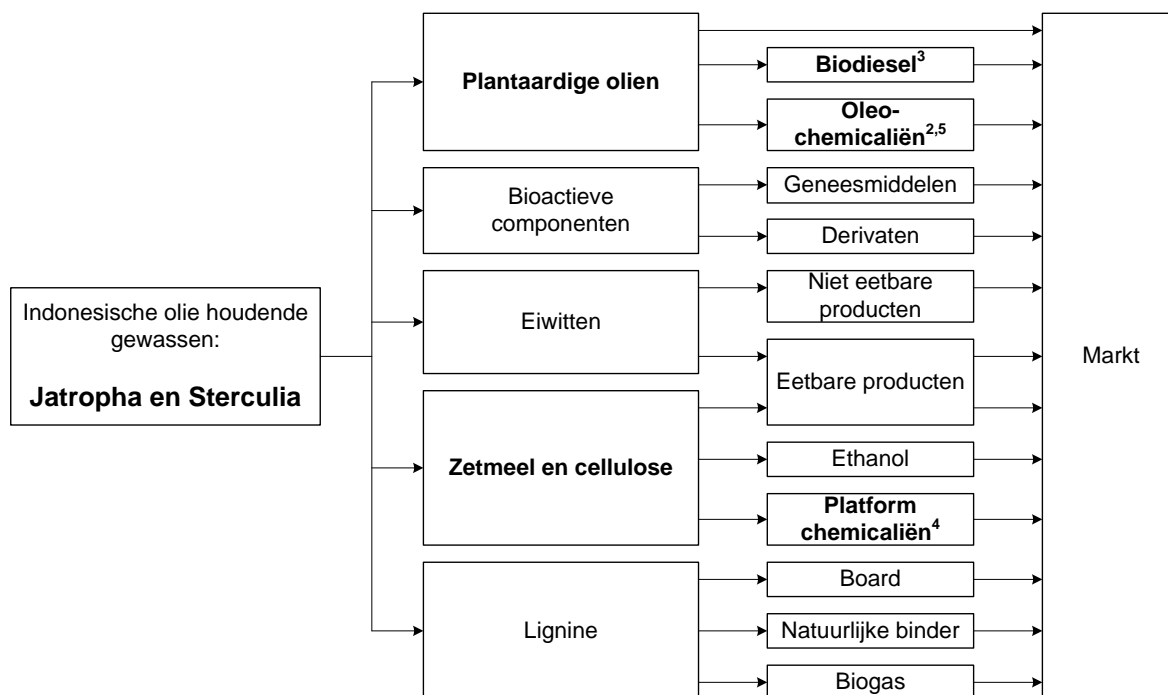 Plantaardige olien
Biodiesel3
Oleo-
chemicaliën2,5
Bioactieve
componenten
Geneesmiddelen
Derivaten
Indonesische olie houdende
gewassen:
Jatropha en Sterculia
Eiwitten
Niet eetbare
producten
Eetbare producten
Markt
Zetmeel en cellulose
Ethanol
Platform
chemicaliën4
Lignine
Board
Natuurlijke binder
Biogas